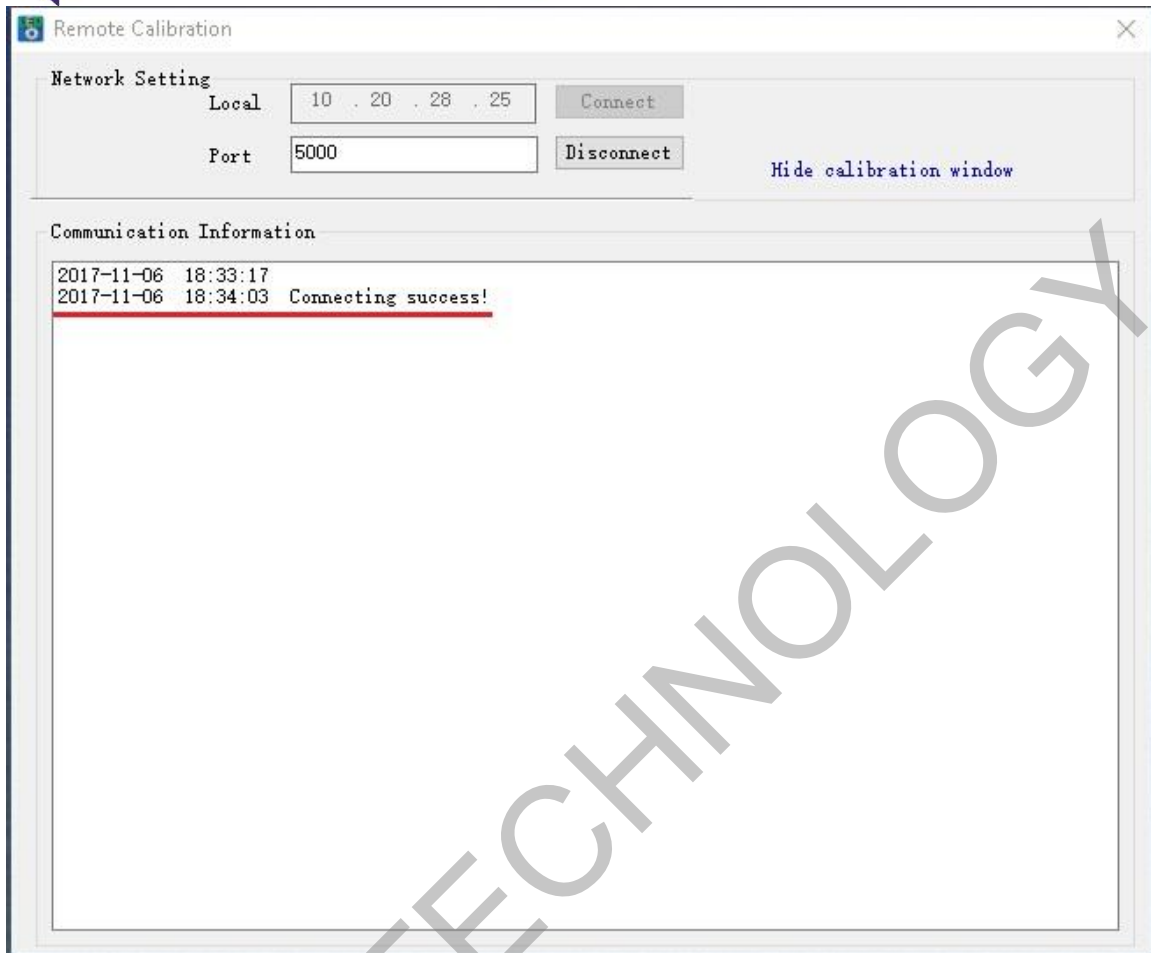 Remote Calibration
Network Setting
Local 10 . 20 . 28 . 25 Connect
Port 5000 Disconnect
Hide calibration window
Communication Information
2017-11-06 18:33:17
2017-11-06 18:34:03 Connecting success!
TECHNOLOGY